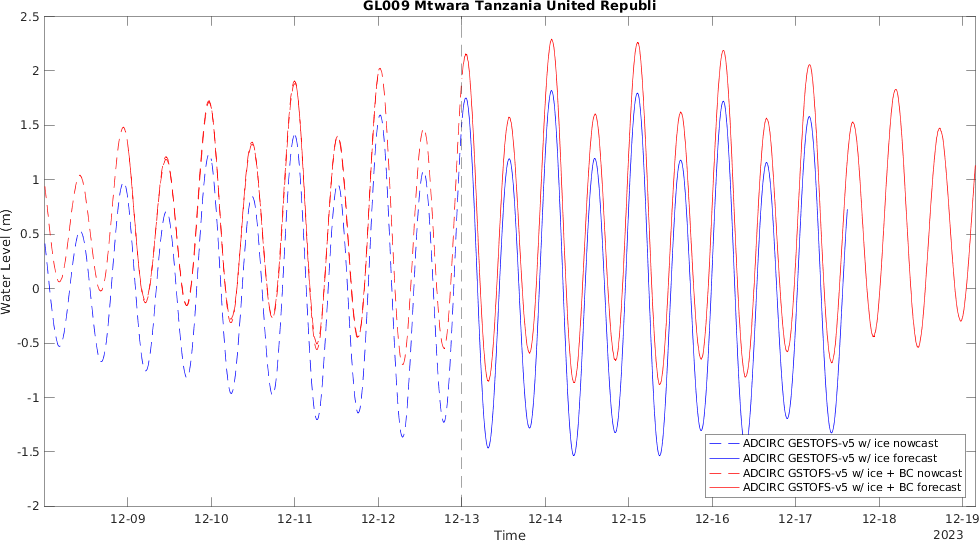 GL009 Mtwara Tanzania United Republi
2.5
2
1.5
1
0.5
0
-0.5
-1
-1.5
-2
Water Level (m)
ADCIRC GESTOFS-v5 w/ ice nowcast
ADCIRC GESTOFS-v5 w/ ice forecast
ADCIRC GSTOFS-v5 w/ ice + BC nowcast
ADCIRC GSTOFS-v5 w/ ice + BC forecast
12-09 12-10 12-11 12-12 12-13 12-14 12-15 12-16 12-17 12-18 12-19
Time
2023